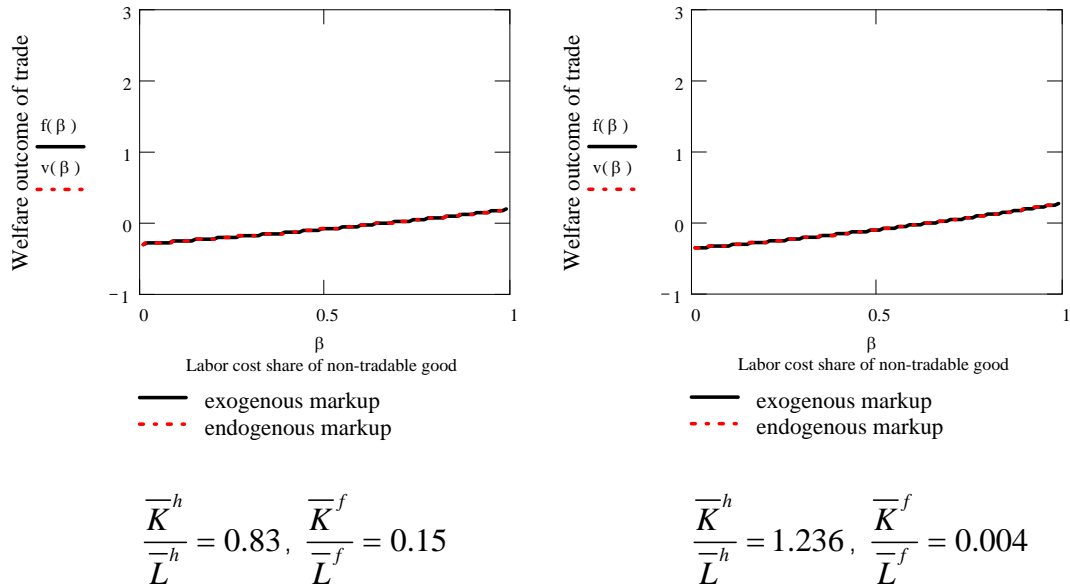 3
2
1
0
−1
Welfare outcome of trade
f(β)
v(β)
0
0.5
1
β
Labor cost share of non-tradable good
exogenous markup
endogenous markup
K̅^h / L̅^h = 0.83, K̅^f / L̅^f = 0.15
3
2
1
0
−1
Welfare outcome of trade
f(β)
v(β)
0
0.5
1
β
Labor cost share of non-tradable good
exogenous markup
endogenous markup
K̅^h / L̅^h = 1.236, K̅^f / L̅^f = 0.004